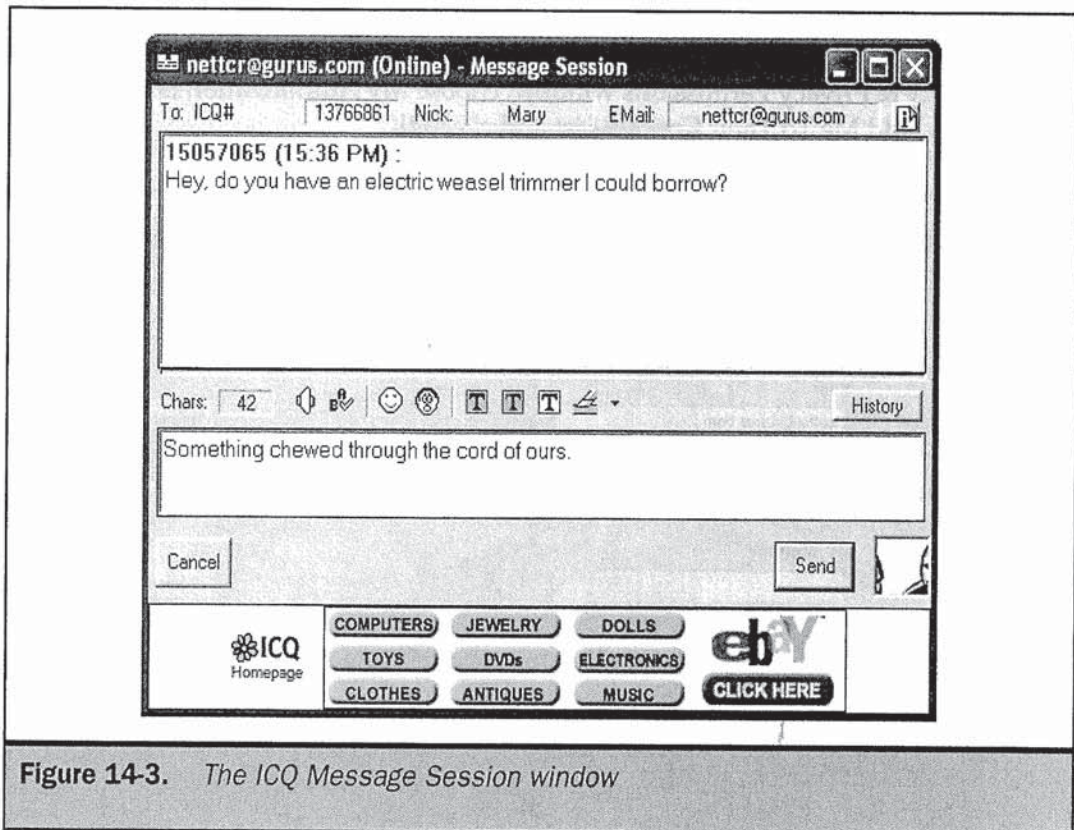 nettcr@gurus.com (Online) - Message Session
To: ICQ# 13766861 Nick: Mary EMail: nettcr@gurus.com
15057065 (15:36 PM) :
Hey, do you have an electric weasel trimmer I could borrow?
Chars: 42 History
Something chewed through the cord of ours.
Cancel Send
ICQ
Homepage
COMPUTERS JEWELRY DOLLS
TOYS DVDs ELECTRONICS
CLOTHES ANTIQUES MUSIC
ebaY
CLICK HERE
Figure 14-3. The ICQ Message Session window